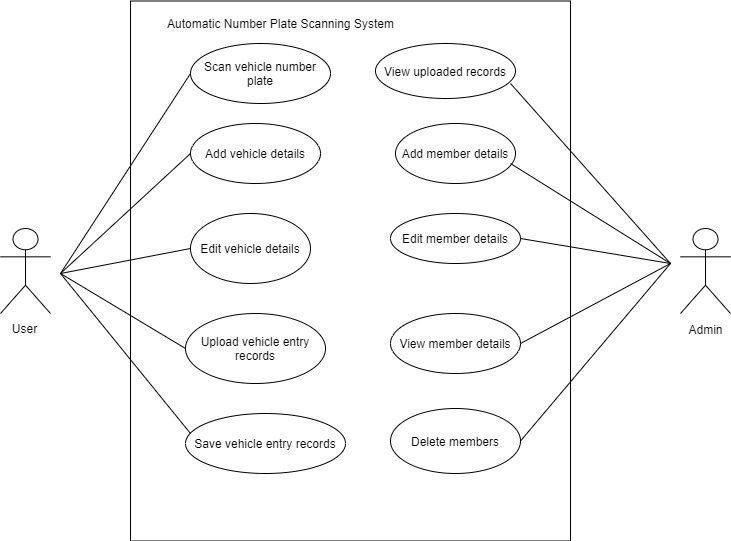 Automatic Number Plate Scanning System
Scan vehicle number
plate
View uploaded records
Add vehicle details
Add member details
Edit vehicle details
Edit member details
User
Admin
Upload vehicle entry
records
View member details
Save vehicle entry records
Delete members